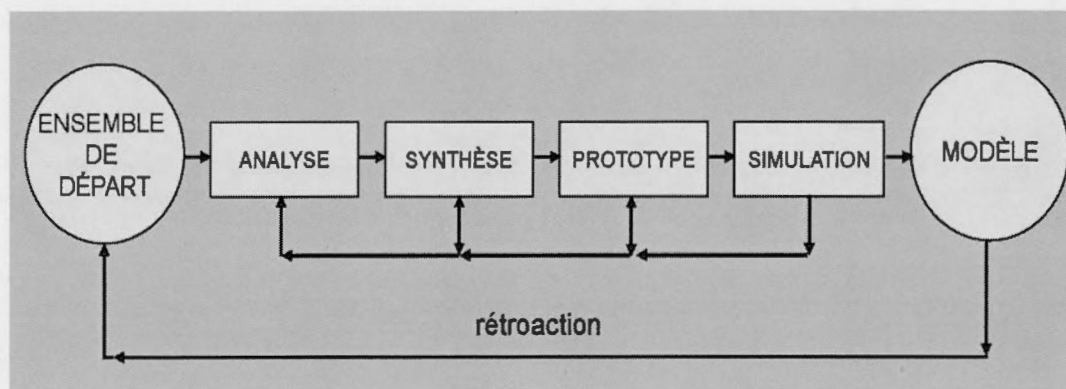 ENSEMBLE
DE
DÉPART
ANALYSE
SYNTHÈSE
PROTOTYPE
SIMULATION
MODÈLE
rétroaction